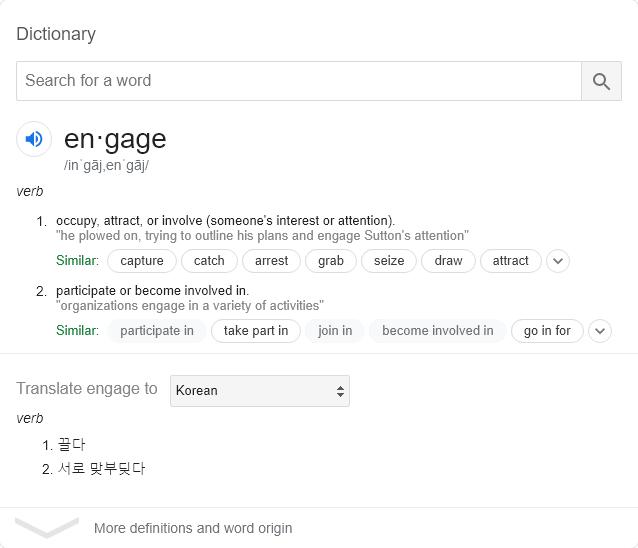 Dictionary
Search for a word
en·gage
/inˈgāj,enˈgāj/
verb
1. occupy, attract, or involve (someone's interest or attention).
"he plowed on, trying to outline his plans and engage Sutton's attention"
Similar: capture catch arrest grab seize draw attract
2. participate or become involved in.
"organizations engage in a variety of activities"
Similar: participate in take part in join in become involved in go in for
Translate engage to Korean
verb
1. 끌다
2. 서로 맞부딪다
More definitions and word origin